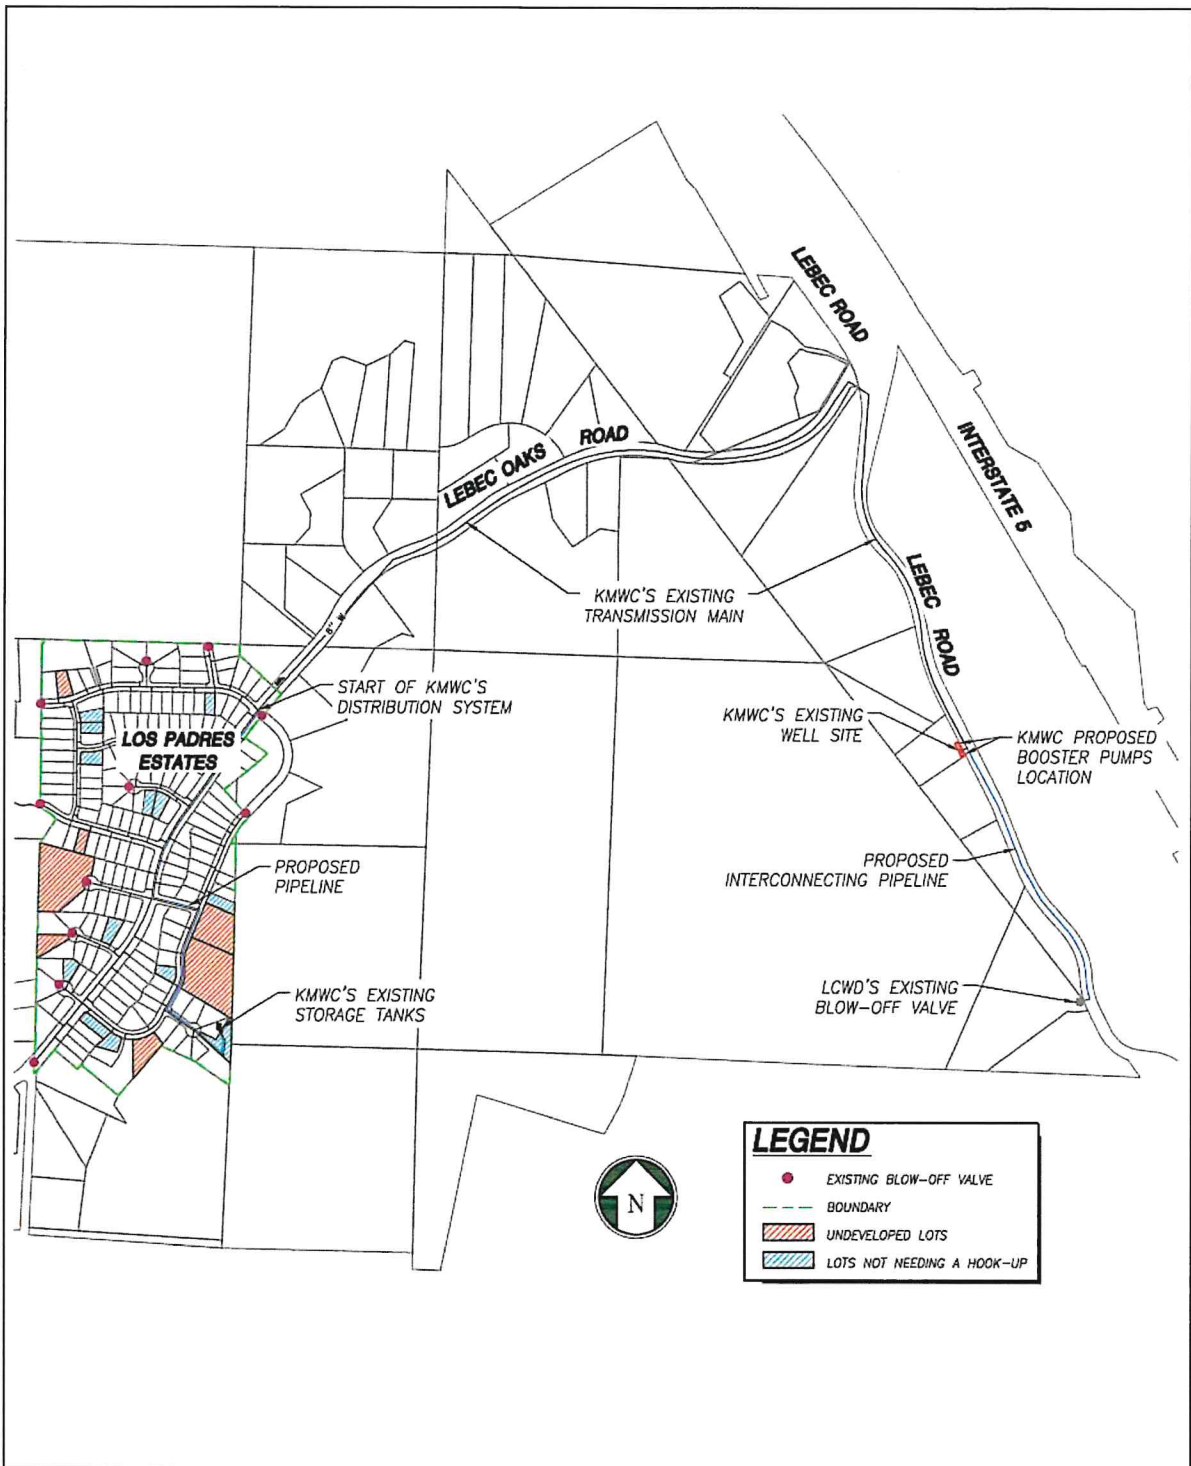 LEBEC ROAD
INTERSTATE 5
LEBEC OAKS ROAD
LEBEC ROAD
KMWC'S EXISTING
TRANSMISSION MAIN
8" W
START OF KMWC'S
DISTRIBUTION SYSTEM
LOS PADRES
ESTATES
KMWC'S EXISTING
WELL SITE
KMWC PROPOSED
BOOSTER PUMPS
LOCATION
PROPOSED
PIPELINE
PROPOSED
INTERCONNECTING PIPELINE
KMWC'S EXISTING
STORAGE TANKS
LCWD'S EXISTING
BLOW-OFF VALVE
N
LEGEND
EXISTING BLOW-OFF VALVE
BOUNDARY
UNDEVELOPED LOTS
LOTS NOT NEEDING A HOOK-UP